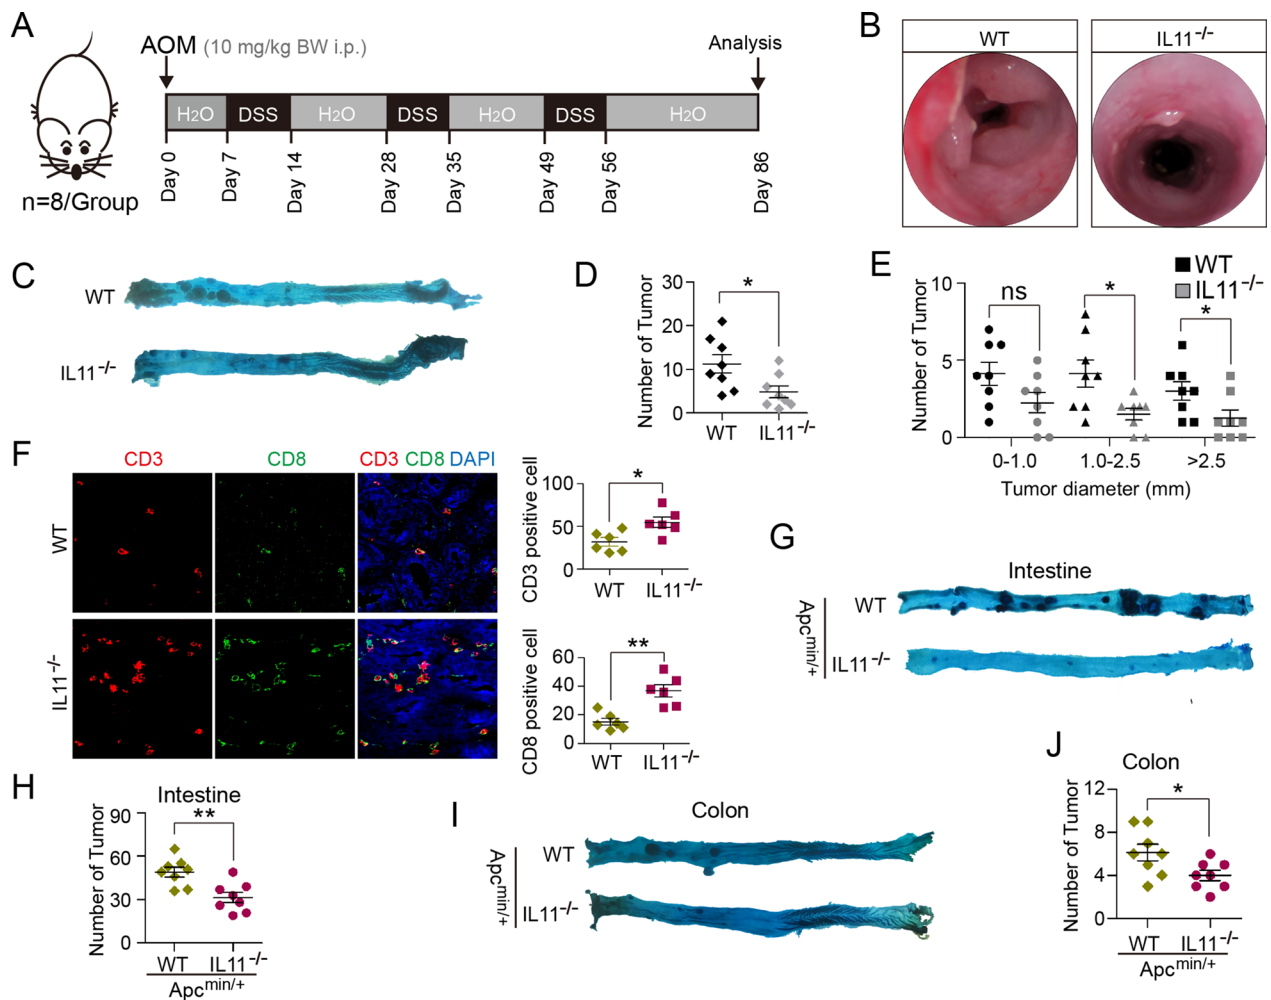 A
AOM (10 mg/kg BW i.p.)
Analysis
H2O
DSS
H2O
DSS
H2O
DSS
H2O
Day 0
Day 7
Day 14
Day 28
Day 35
Day 49
Day 56
Day 86
n=8/Group
B
WT
IL11-/-
C
WT
IL11-/-
D
Number of Tumor
30
20
10
0
*
WT
IL11-/-
E
WT
IL11-/-
Number of Tumor
10
5
0
ns
*
*
0-1.0
1.0-2.5
>2.5
Tumor diameter (mm)
F
CD3
CD8
CD3 CD8 DAPI
WT
IL11-/-
CD3 positive cell
100
50
0
*
WT
IL11-/-
CD8 positive cell
60
40
20
0
**
WT
IL11-/-
G
Intestine
Apcmin/+
WT
IL11-/-
H
Intestine
Number of Tumor
90
60
30
0
**
WT
IL11-/-
Apcmin/+
I
Colon
Apcmin/+
WT
IL11-/-
J
Colon
Number of Tumor
12
8
4
0
*
WT
IL11-/-
Apcmin/+